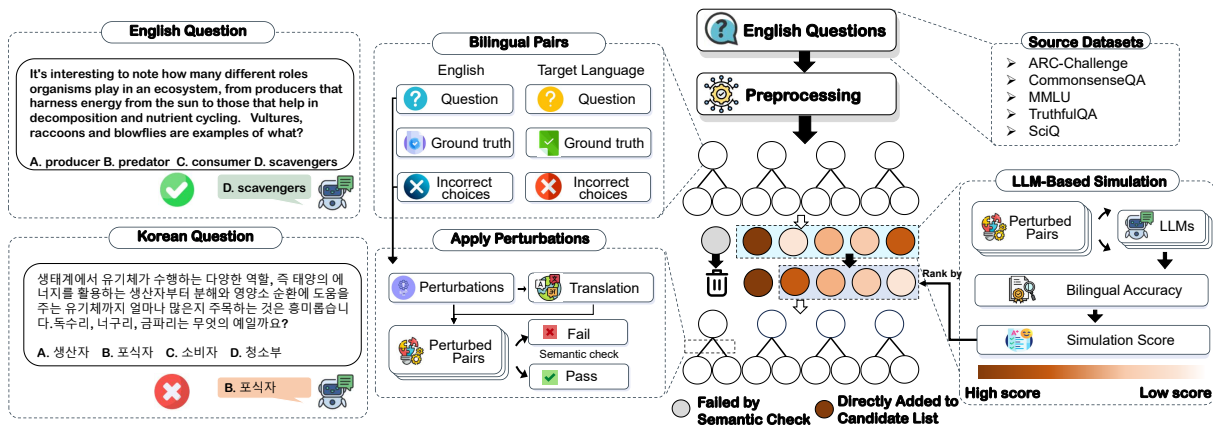 English Question
It's interesting to note how many different roles
organisms play in an ecosystem, from producers that
harness energy from the sun to those that help in
decomposition and nutrient cycling. Vultures,
raccoons and blowflies are examples of what?
A. producer B. predator C. consumer D. scavengers
D. scavengers
Korean Question
생태계에서 유기체가 수행하는 다양한 역할, 즉 태양의 에
너지를 활용하는 생산자부터 분해와 영양소 순환에 도움을
주는 유기체까지 얼마나 많은지 주목하는 것은 흥미롭습니
다.독수리, 너구리, 금파리는 무엇의 예일까요?
A. 생산자 B. 포식자 C. 소비자 D. 청소부
B. 포식자
Bilingual Pairs
English
Target Language
Question
Question
Ground truth
Ground truth
Incorrect
choices
Incorrect
choices
Apply Perturbations
Perturbations
Translation
Perturbed
Pairs
Fail
Semantic check
Pass
English Questions
Preprocessing
Rank by
Failed by
Semantic Check
Directly Added to
Candidate List
Source Datasets
ARC-Challenge
CommonsenseQA
MMLU
TruthfulQA
SciQ
LLM-Based Simulation
Perturbed
Pairs
LLMs
Bilingual Accuracy
Simulation Score
High score
Low score